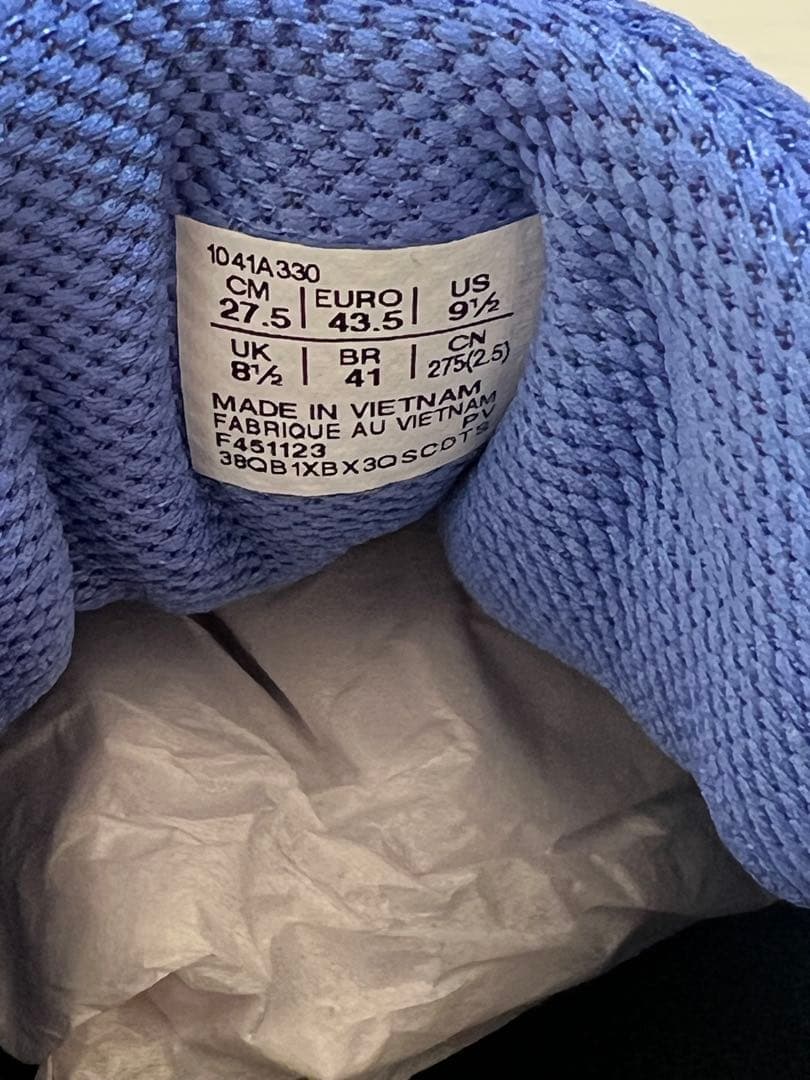 1041A330
CM | EURO | US
27.5 | 43.5 | 9½
UK | BR | CN
8½ | 41 | 275(2.5)
MADE IN VIETNAM
FABRIQUE AU VIETNAM
F451123 PV
38QB1XBX3QSCDTS